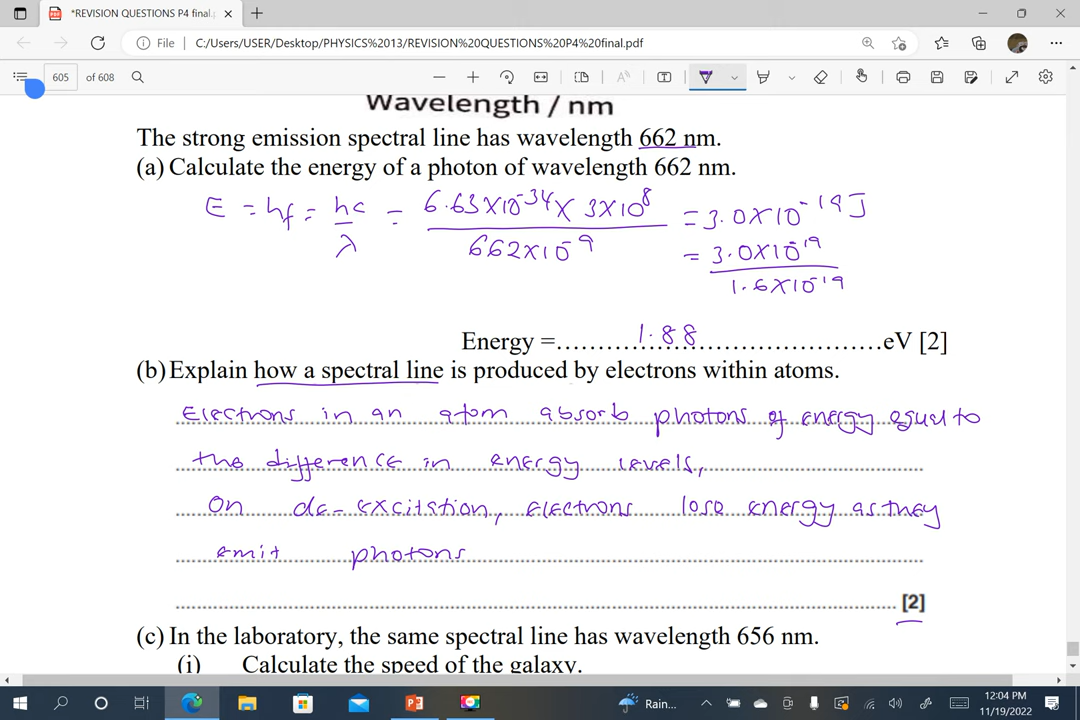 *REVISION QUESTIONS P4 final.
File C:/Users/USER/Desktop/PHYSICS%2013/REVISION%20QUESTIONS%20P4%20final.pdf
605 of 608
Wavelength / nm
The strong emission spectral line has wavelength 662 nm.
(a) Calculate the energy of a photon of wavelength 662 nm.
E = hf = hc/λ = 6.63×10⁻³⁴ × 3×10⁸ / 662×10⁻⁹ = 3.0×10⁻¹⁹ J
= 3.0×10⁻¹⁹ / 1.6×10⁻¹⁹
Energy =.........1.88.........eV [2]
(b) Explain how a spectral line is produced by electrons within atoms.
Electrons in an atom absorb photons of energy equal to
the difference in energy levels,
On de-excitation, electrons lose energy as they
emit photons
[2]
(c) In the laboratory, the same spectral line has wavelength 656 nm.
(i) Calculate the speed of the galaxy.
Rain...
12:04 PM
11/19/2022